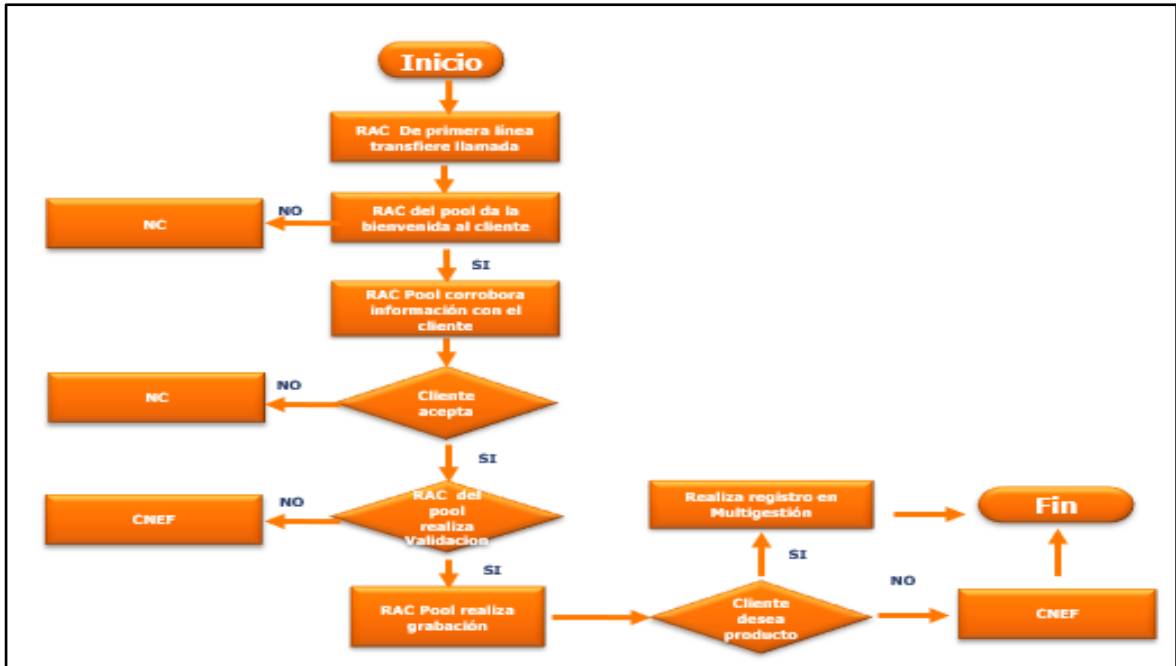 Inicio
RAC De primera línea
transfiere llamada
NC
NO
RAC del pool da la
bienvenida al cliente
SI
RAC Pool corrobora
información con el
cliente
NC
NO
Cliente
acepta
SI
CNEF
NO
RAC del
pool
realiza
Validacion
SI
RAC Pool realiza
grabación
Realiza registro en
Multigestión
Fin
SI
NO
Cliente
desea
producto
CNEF